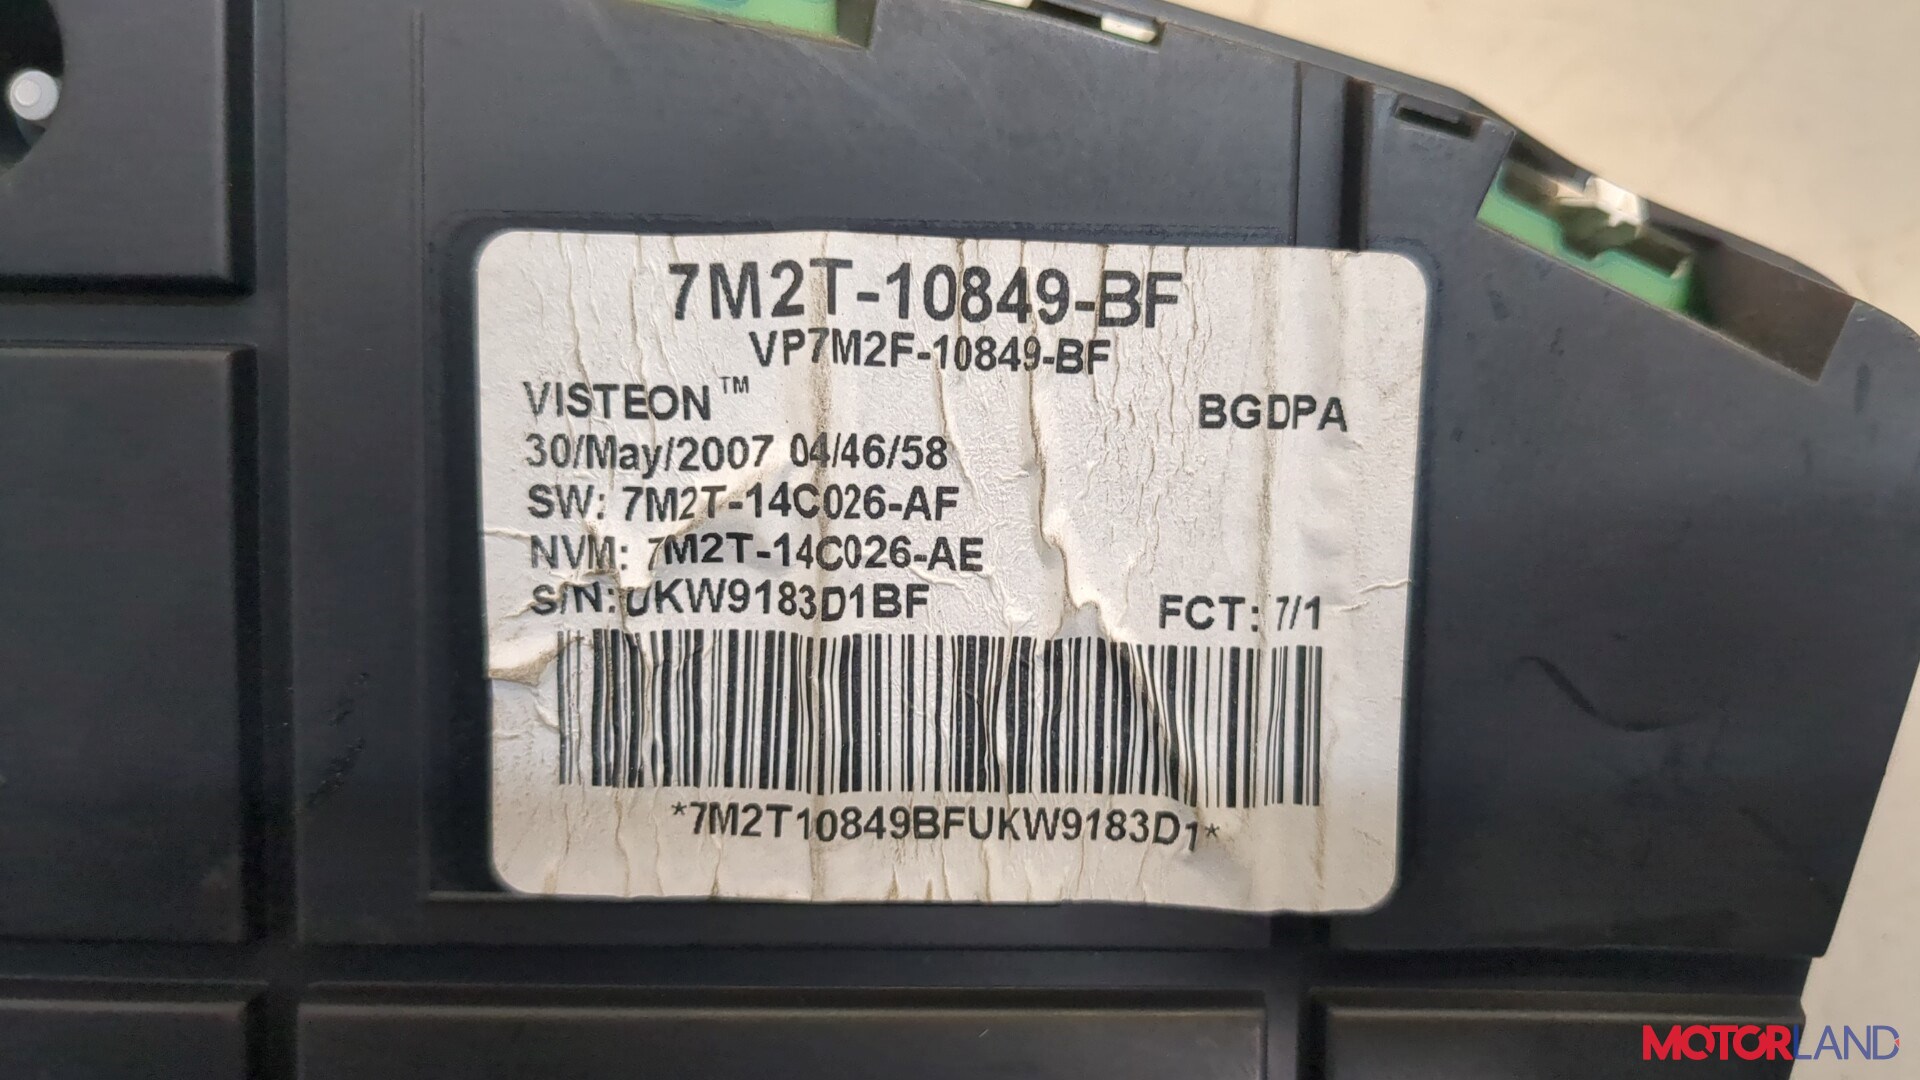 7M2T-10849-BF
VP7M2F-10849-BF
VISTEON™
BGDPA
30/May/2007 04/46/58
SW: 7M2T-14C026-AF
NVM: 7M2T-14C026-AE
S/N: UKW9183D1BF
FCT: 7/1
*7M2T10849BFUKW9183D1*
MOTORLAND